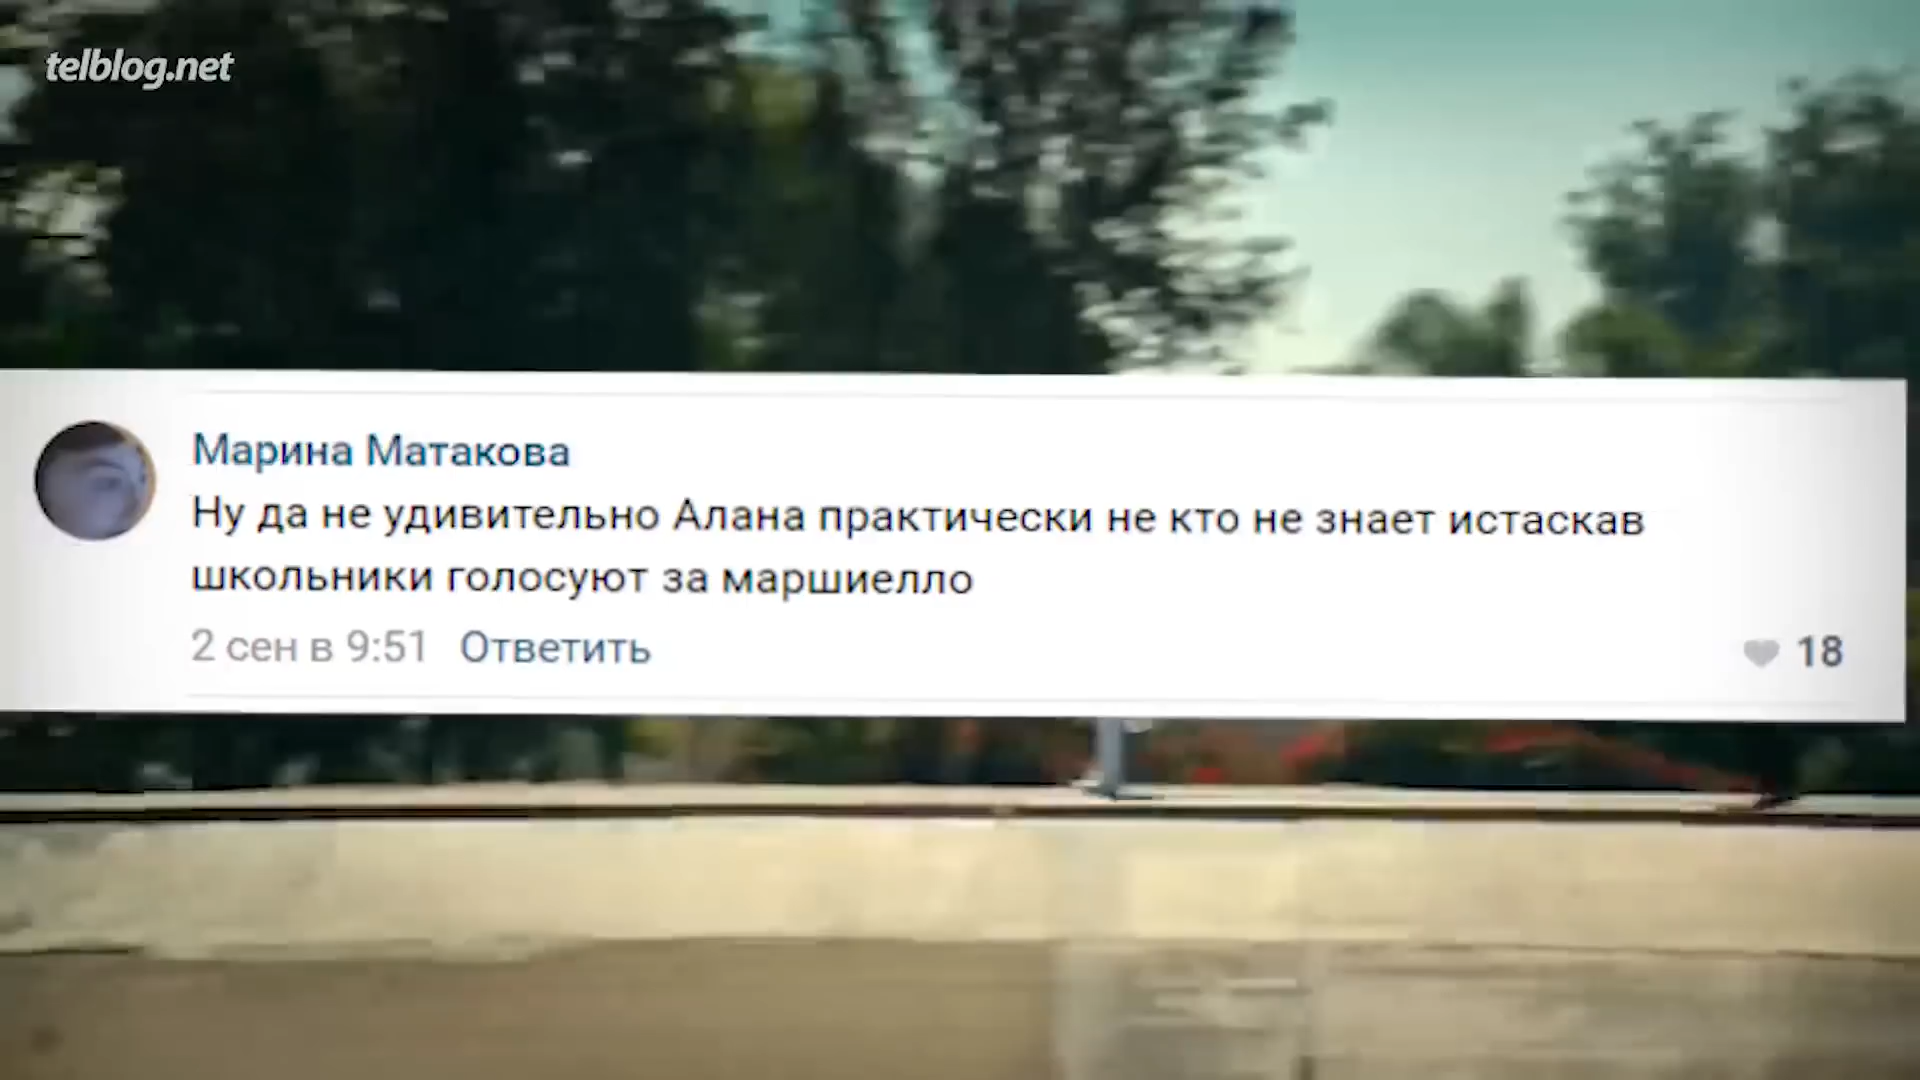 telblog.net
Марина Матакова
Ну да не удивительно Алана практически не кто не знает истаскав
школьники голосуют за маршиелло
2 сен в 9:51 Ответить
18